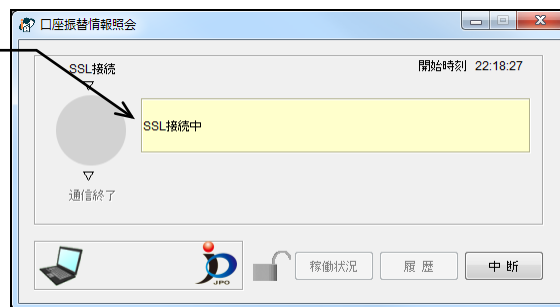 口座振替情報照会
SSL接続
開始時刻 22:18:27
▽
SSL接続中
▽
通信終了
JPO
稼働状況
履 歴
中 断